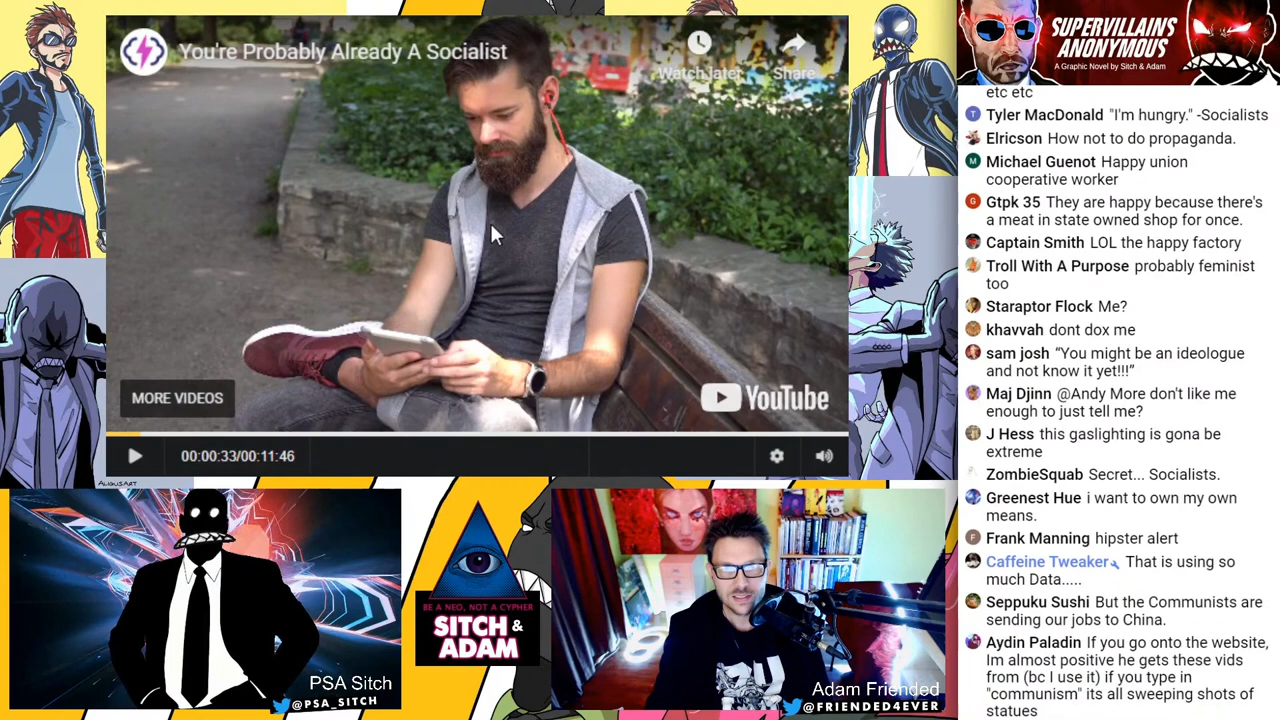 You're Probably Already A Socialist
Watch later
Share
MORE VIDEOS
YouTube
00:00:33/00:11:46
ALIGUSART
PSA Sitch
@PSA_SITCH
BE A NEO, NOT A CYPHER
SITCH &
ADAM
Adam Friended
@FRIENDED4EVER
SUPERVILLAINS
ANONYMOUS
A Graphic Novel by Sitch & Adam
etc etc
T Tyler MacDonald "I'm hungry." -Socialists
Elricson How not to do propaganda.
M Michael Guenot Happy union
cooperative worker
G Gtpk 35 They are happy because there's
a meat in state owned shop for once.
Captain Smith LOL the happy factory
Troll With A Purpose probably feminist
too
Staraptor Flock Me?
khavvah dont dox me
sam josh “You might be an ideologue
and not know it yet!!!”
Maj Djinn @Andy More don't like me
enough to just tell me?
J Hess this gaslighting is gona be
extreme
ZombieSquab Secret... Socialists.
Greenest Hue i want to own my own
means.
F Frank Manning hipster alert
Caffeine Tweaker That is using so
much Data.....
Seppuku Sushi But the Communists are
sending our jobs to China.
Aydin Paladin If you go onto the website,
Im almost positive he gets these vids
from (bc I use it) if you type in
"communism" its all sweeping shots of
statues